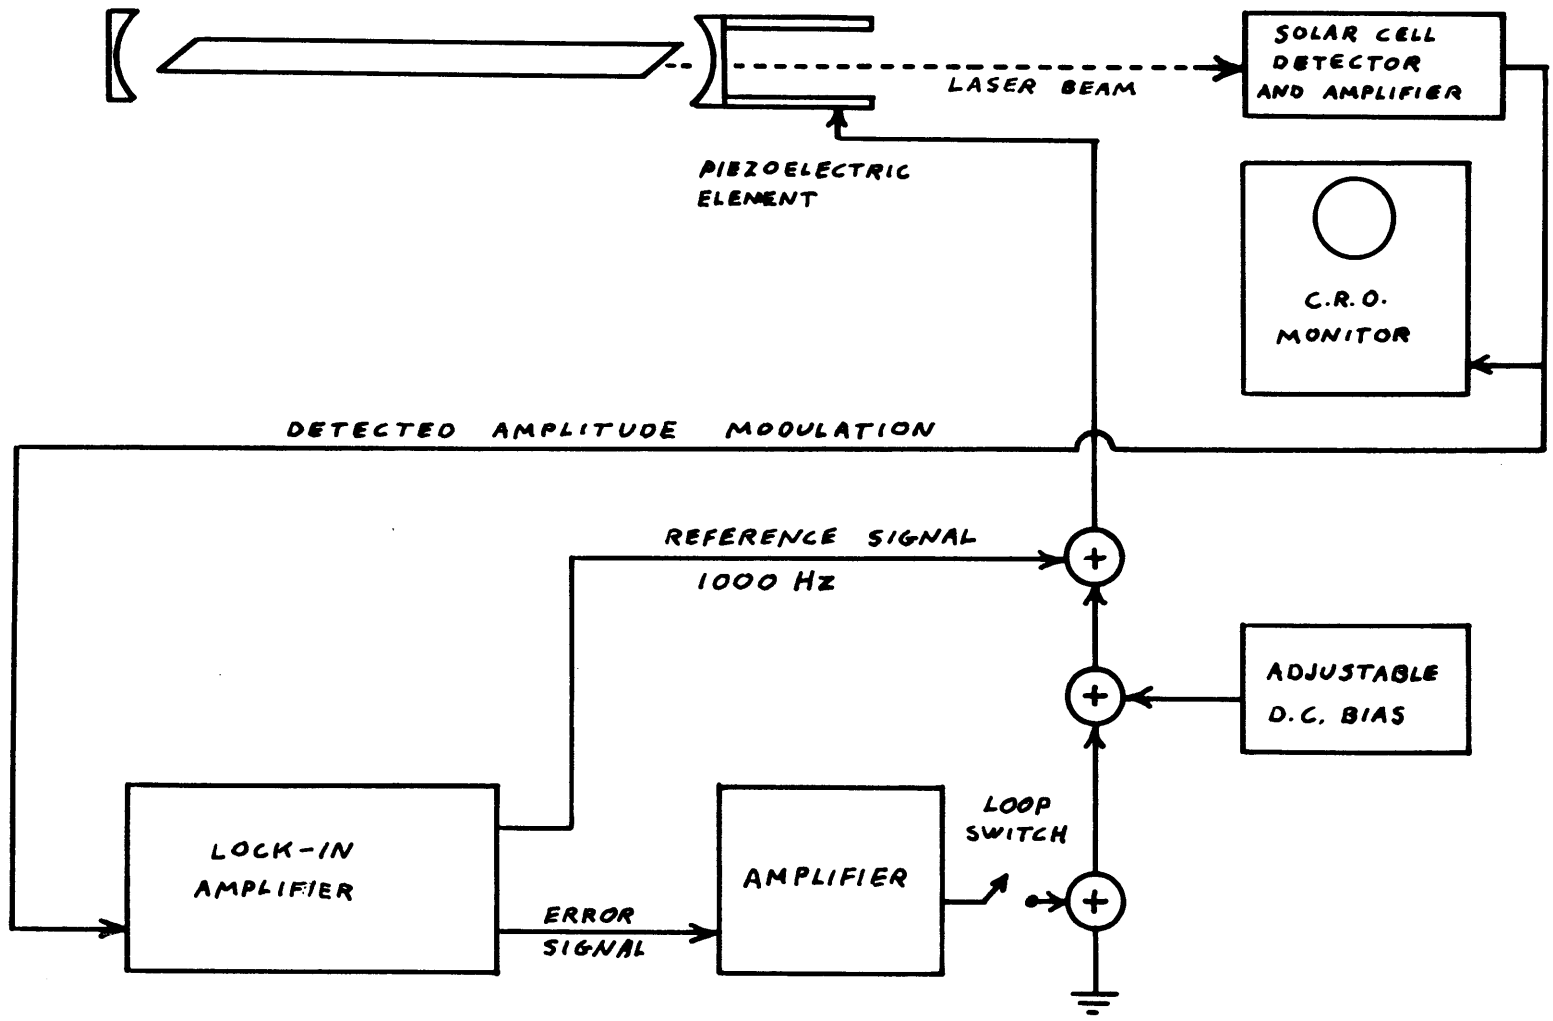 SOLAR CELL
DETECTOR
AND AMPLIFIER
LASER BEAM
PIEZOELECTRIC
ELEMENT
C.R.O.
MONITOR
DETECTED AMPLITUDE MODULATION
REFERENCE SIGNAL
1000 Hz
+
+
ADJUSTABLE
D.C. BIAS
LOOP
SWITCH
LOCK-IN
AMPLIFIER
AMPLIFIER
+
ERROR
SIGNAL